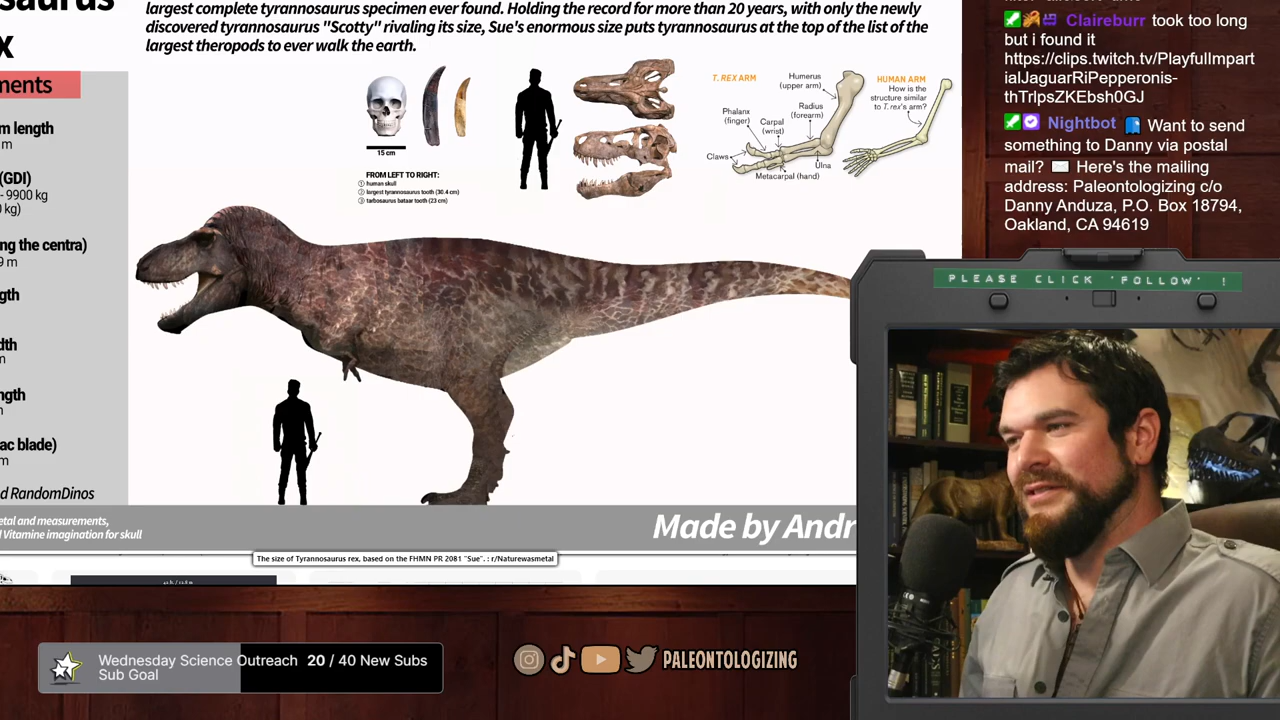 saurus
x
largest complete tyrannosaurus specimen ever found. Holding the record for more than 20 years, with only the newly
discovered tyrannosaurus "Scotty" rivaling its size, Sue's enormous size puts tyrannosaurus at the top of the list of the
largest theropods to ever walk the earth.
ments
m length
m
(GDI)
- 9900 kg
kg)
ng the centra)
m
gth
dth
m
ngth
ac blade)
m
d RandomDinos
etal and measurements,
Vitamine imagination for skull
15 cm
FROM LEFT TO RIGHT:
① human skull
② largest tyrannosaurus tooth (30.4 cm)
③ tarbosaurus bataar tooth (23 cm)
T. REX ARM
Humerus
(upper arm)
Radius
(forearm)
Phalanx
(finger)
Carpal
(wrist)
Claws
Ulna
Metacarpal (hand)
HUMAN ARM
How is the
structure similar
to T. rex's arm?
Made by Andr
The size of Tyrannosaurus rex, based on the FHMN PR 2081 "Sue". : r/Naturewasmetal
Claireburr took too long
but i found it
https://clips.twitch.tv/PlayfulImpart
ialJaguarRiPepperonis-
thTrlpsZKEbsh0GJ
Nightbot Want to send
something to Danny via postal
mail? Here's the mailing
address: Paleontologizing c/o
Danny Anduza, P.O. Box 18794,
Oakland, CA 94619
PLEASE CLICK 'FOLLOW' !
Wednesday Science Outreach 20 / 40 New Subs
Sub Goal
PALEONTOLOGIZING